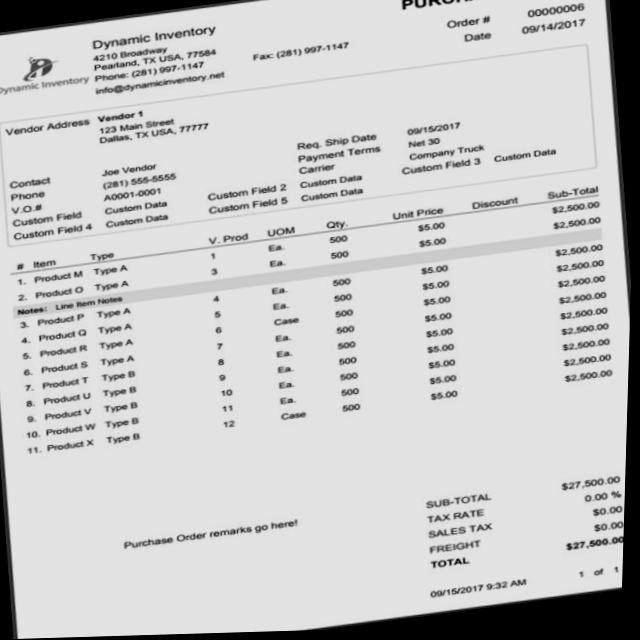 Dynamic Inventory
4210 Broadway
Pearland, TX USA, 77584
Phone: (281) 997-1147 Fax: (281) 997-1147
info@dynamicinventory.net
Dynamic Inventory
Order # 00000006
Date 09/14/2017
Vendor Address Vendor 1
123 Main Street
Dallas, TX USA, 77777
Contact Joe Vendor Req. Ship Date 09/15/2017
Phone (281) 555-5555 Payment Terms Net 30
V.O.# A0001-0001 Carrier Company Truck
Custom Field Custom Data Custom Field 2 Custom Data Custom Field 3 Custom Data
Custom Field 4 Custom Data Custom Field 5 Custom Data
# Item Type V. Prod UOM Qty. Unit Price Discount Sub-Total
1. Product M Type A 1 Ea. 500 $5.00 $2,500.00
2. Product O Type A 3 Ea. 500 $5.00 $2,500.00
Notes: Line Item Notes
3. Product P Type A 4 Ea. 500 $5.00 $2,500.00
4. Product Q Type A 5 Ea. 500 $5.00 $2,500.00
5. Product R Type A 6 Case 500 $5.00 $2,500.00
6. Product S Type A 7 Ea. 500 $5.00 $2,500.00
7. Product T Type B 8 Ea. 500 $5.00 $2,500.00
8. Product U Type B 9 Ea. 500 $5.00 $2,500.00
9. Product V Type B 10 Ea. 500 $5.00 $2,500.00
10. Product W Type B 11 Ea. 500 $5.00 $2,500.00
11. Product X Type B 12 Case 500 $5.00 $2,500.00
Purchase Order remarks go here!
SUB-TOTAL $27,500.00
TAX RATE 0.00 %
SALES TAX $0.00
FREIGHT $0.00
TOTAL $27,500.00
09/15/2017 9:32 AM 1 of 1